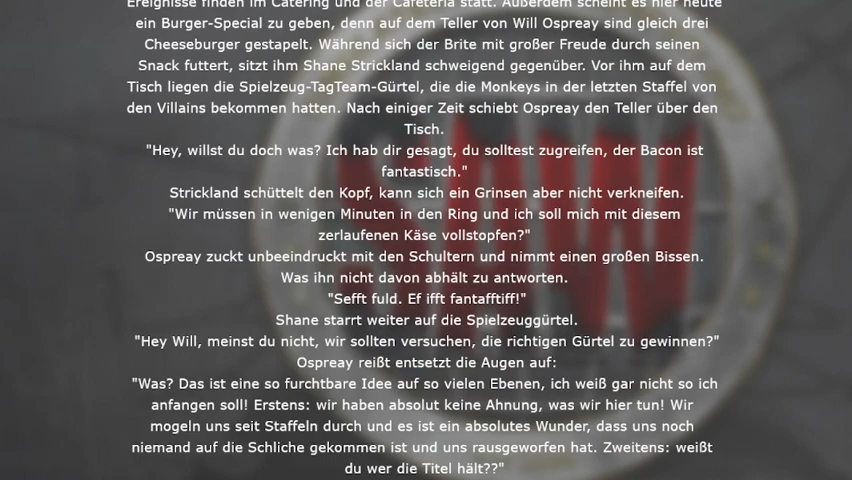 Ereignisse finden im Catering und der Cafeteria statt. Außerdem scheint es hier heute
ein Burger-Special zu geben, denn auf dem Teller von Will Ospreay sind gleich drei
Cheeseburger gestapelt. Während sich der Brite mit großer Freude durch seinen
Snack futtert, sitzt ihm Shane Strickland schweigend gegenüber. Vor ihm auf dem
Tisch liegen die Spielzeug-TagTeam-Gürtel, die die Monkeys in der letzten Staffel von
den Villains bekommen hatten. Nach einiger Zeit schiebt Ospreay den Teller über den
Tisch.
"Hey, willst du doch was? Ich hab dir gesagt, du solltest zugreifen, der Bacon ist
fantastisch."
Strickland schüttelt den Kopf, kann sich ein Grinsen aber nicht verkneifen.
"Wir müssen in wenigen Minuten in den Ring und ich soll mich mit diesem
zerlaufenen Käse vollstopfen?"
Ospreay zuckt unbeeindruckt mit den Schultern und nimmt einen großen Bissen.
Was ihn nicht davon abhält zu antworten.
"Sefft fuld. Ef ifft fantafftiff!"
Shane starrt weiter auf die Spielzeuggürtel.
"Hey Will, meinst du nicht, wir sollten versuchen, die richtigen Gürtel zu gewinnen?"
Ospreay reißt entsetzt die Augen auf:
"Was? Das ist eine so furchtbare Idee auf so vielen Ebenen, ich weiß gar nicht so ich
anfangen soll! Erstens: wir haben absolut keine Ahnung, was wir hier tun! Wir
mogeln uns seit Staffeln durch und es ist ein absolutes Wunder, dass uns noch
niemand auf die Schliche gekommen ist und uns rausgeworfen hat. Zweitens: weißt
du wer die Titel hält??"